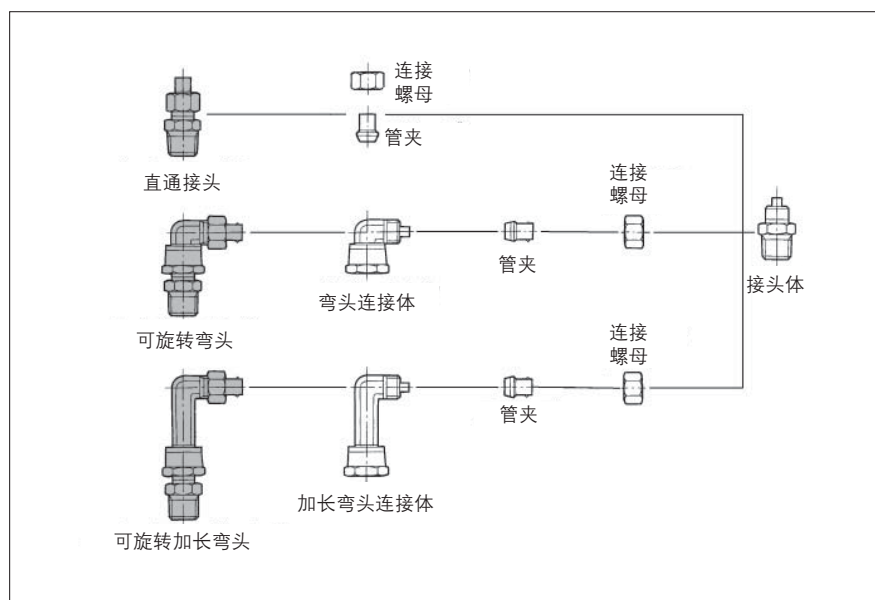 连接
螺母
管夹
直通接头
连接
螺母
管夹
弯头连接体
接头体
可旋转弯头
连接
螺母
管夹
加长弯头连接体
可旋转加长弯头